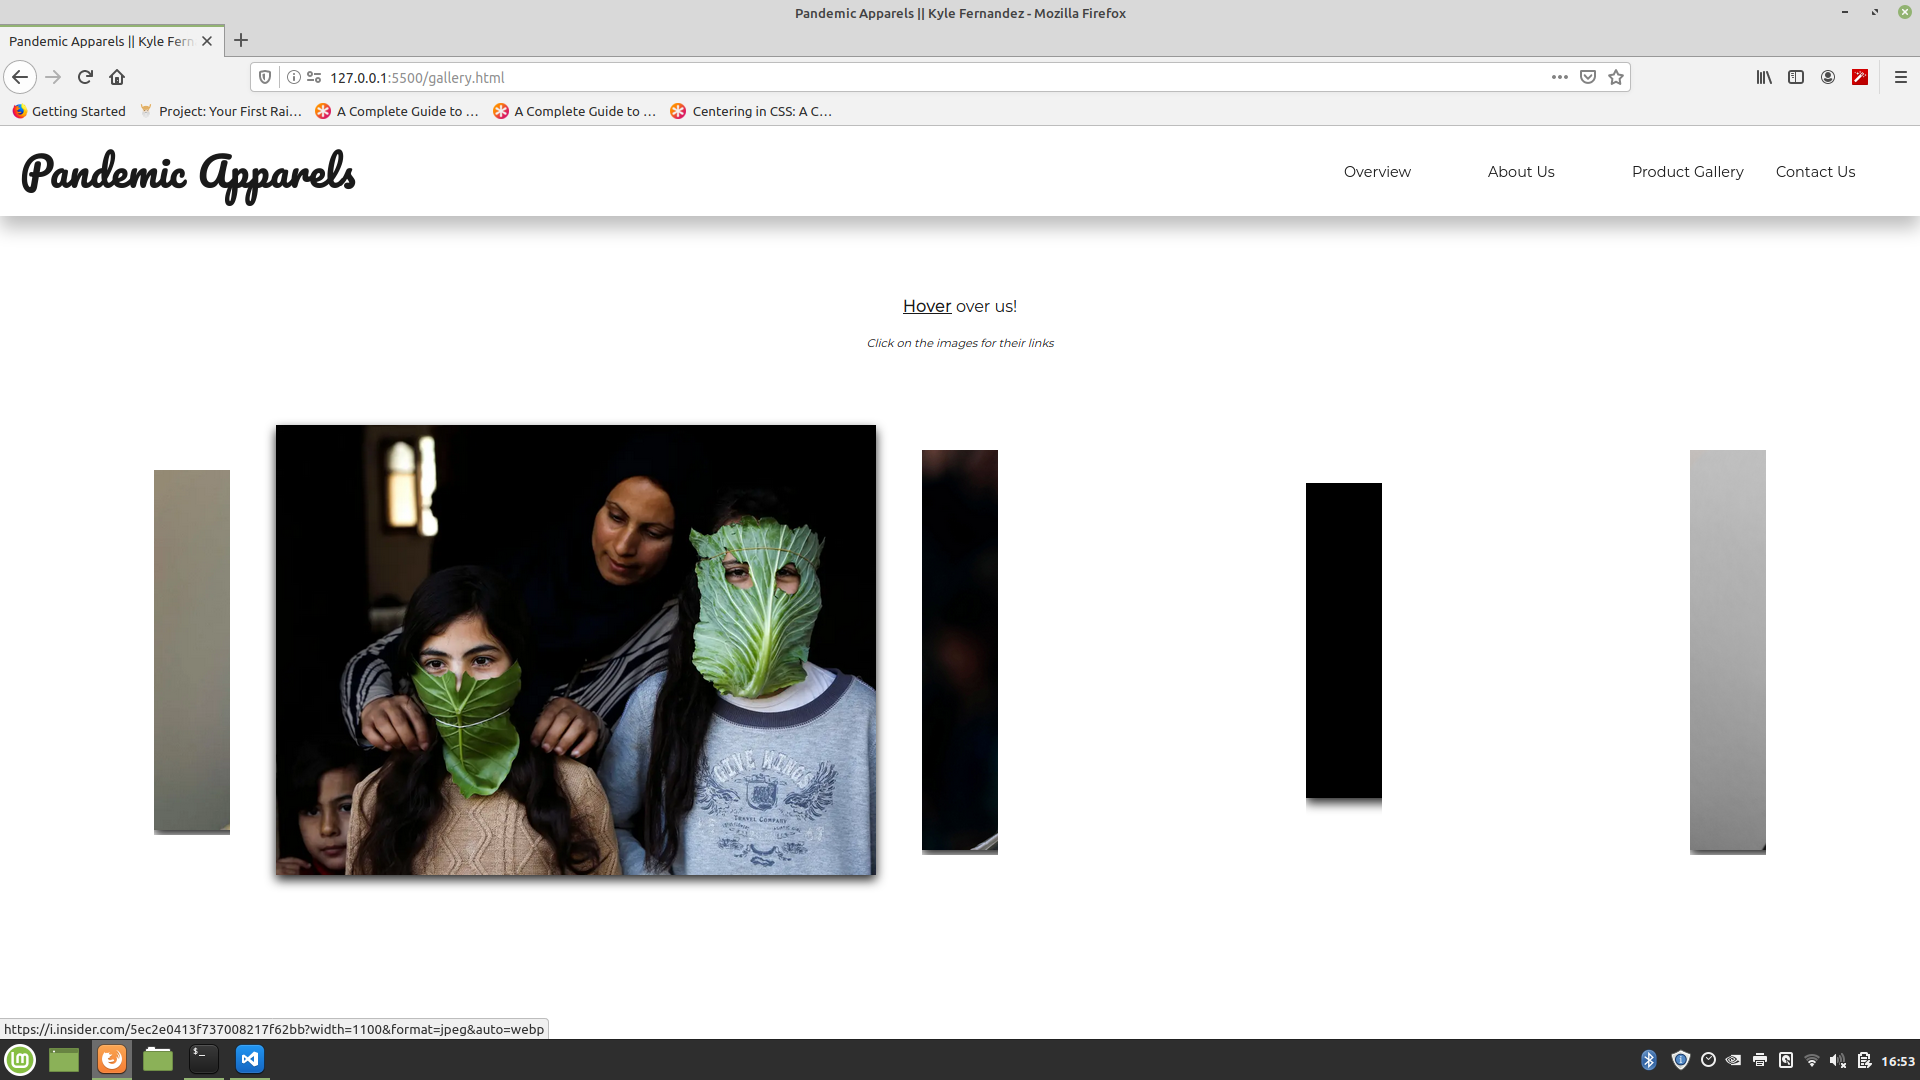 Pandemic Apparels || Kyle Fernandez - Mozilla Firefox
Pandemic Apparels || Kyle Fern
127.0.0.1:5500/gallery.html
Getting Started
Project: Your First Rai…
A Complete Guide to …
A Complete Guide to …
Centering in CSS: A C…
Pandemic Apparels
Overview
About Us
Product Gallery
Contact Us
Hover over us!
Click on the images for their links
GIVE WINGS
TRAVEL COMPANY
https://i.insider.com/5ec2e0413f737008217f62bb?width=1100&format=jpeg&auto=webp
16:53